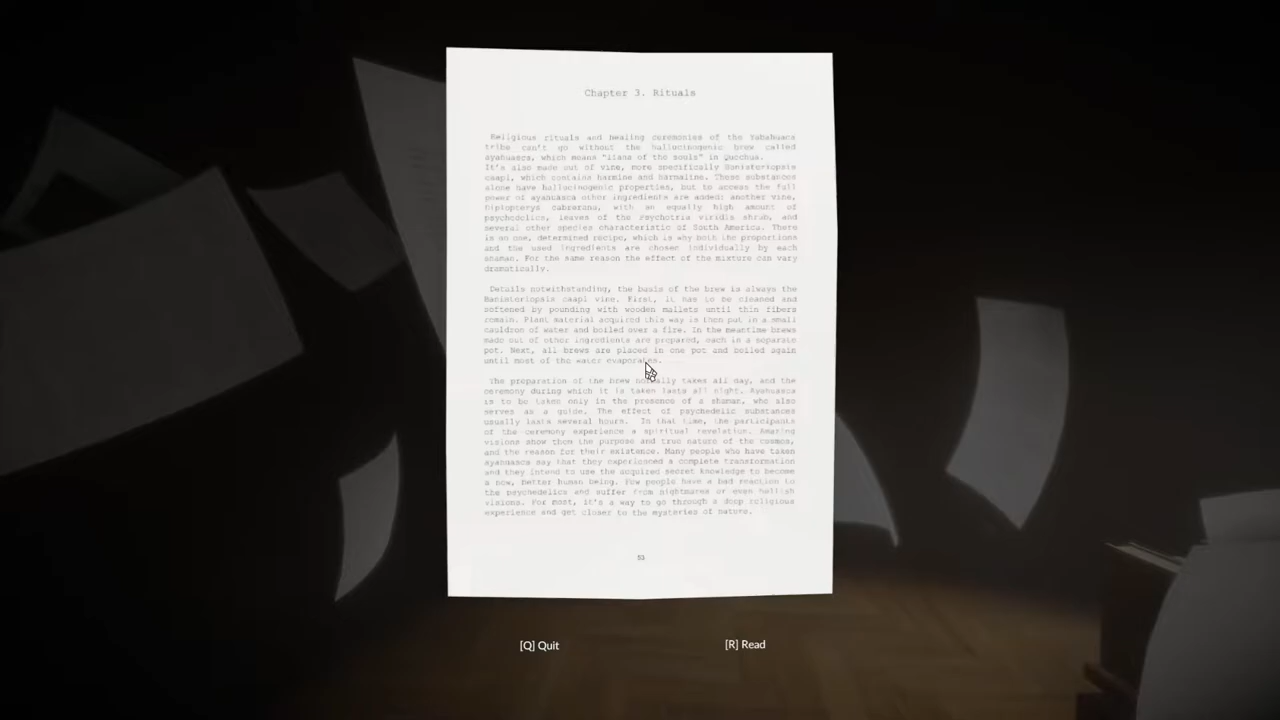 Chapter 3. Rituals
Religious rituals and healing ceremonies of the Yabahuaca
tribe can't go without the hallucinogenic brew called
ayahuasca, which means "liana of the souls" in Quechua.
It's also made out of vine, more specifically Banisteriopsis
caapi, which contains harmine and harmaline. These substances
alone have hallucinogenic properties, but to access the full
power of ayahuasca other ingredients are added: another vine,
Diplopterys cabrerana, with an equally high amount of
psychedelics, leaves of the Psychotria viridis shrub, and
several other species characteristic of South America. There
is no one, determined recipe, which is why both the proportions
and the used ingredients are chosen individually by each
shaman. For the same reason the effect of the mixture can vary
dramatically.
Details notwithstanding, the basis of the brew is always the
Banisteriopsis caapi vine. First, it has to be cleaned and
softened by pounding with wooden mallets until thin fibers
remain. Plant material acquired this way is then put in a small
cauldron of water and boiled over a fire. In the meantime brews
made out of other ingredients are prepared, each in a separate
pot. Next, all brews are placed in one pot and boiled again
until most of the water evaporates.
The preparation of the brew normally takes all day, and the
ceremony during which it is taken lasts all night. Ayahuasca
is to be taken only in the presence of a shaman, who also
serves as a guide. The effect of psychedelic substances
usually lasts several hours. In that time, the participants
of the ceremony experience a spiritual revelation. Amazing
visions show them the purpose and true nature of the cosmos,
and the reason for their existence. Many people who have taken
ayahuasca say that they experienced a complete transformation
and they intend to use the acquired secret knowledge to become
a new, better human being. Few people have a bad reaction to
the psychedelics and suffer from nightmares or even hellish
visions. For most, it's a way to go through a deep religious
experience and get closer to the mysteries of nature.
53
[Q] Quit
[R] Read